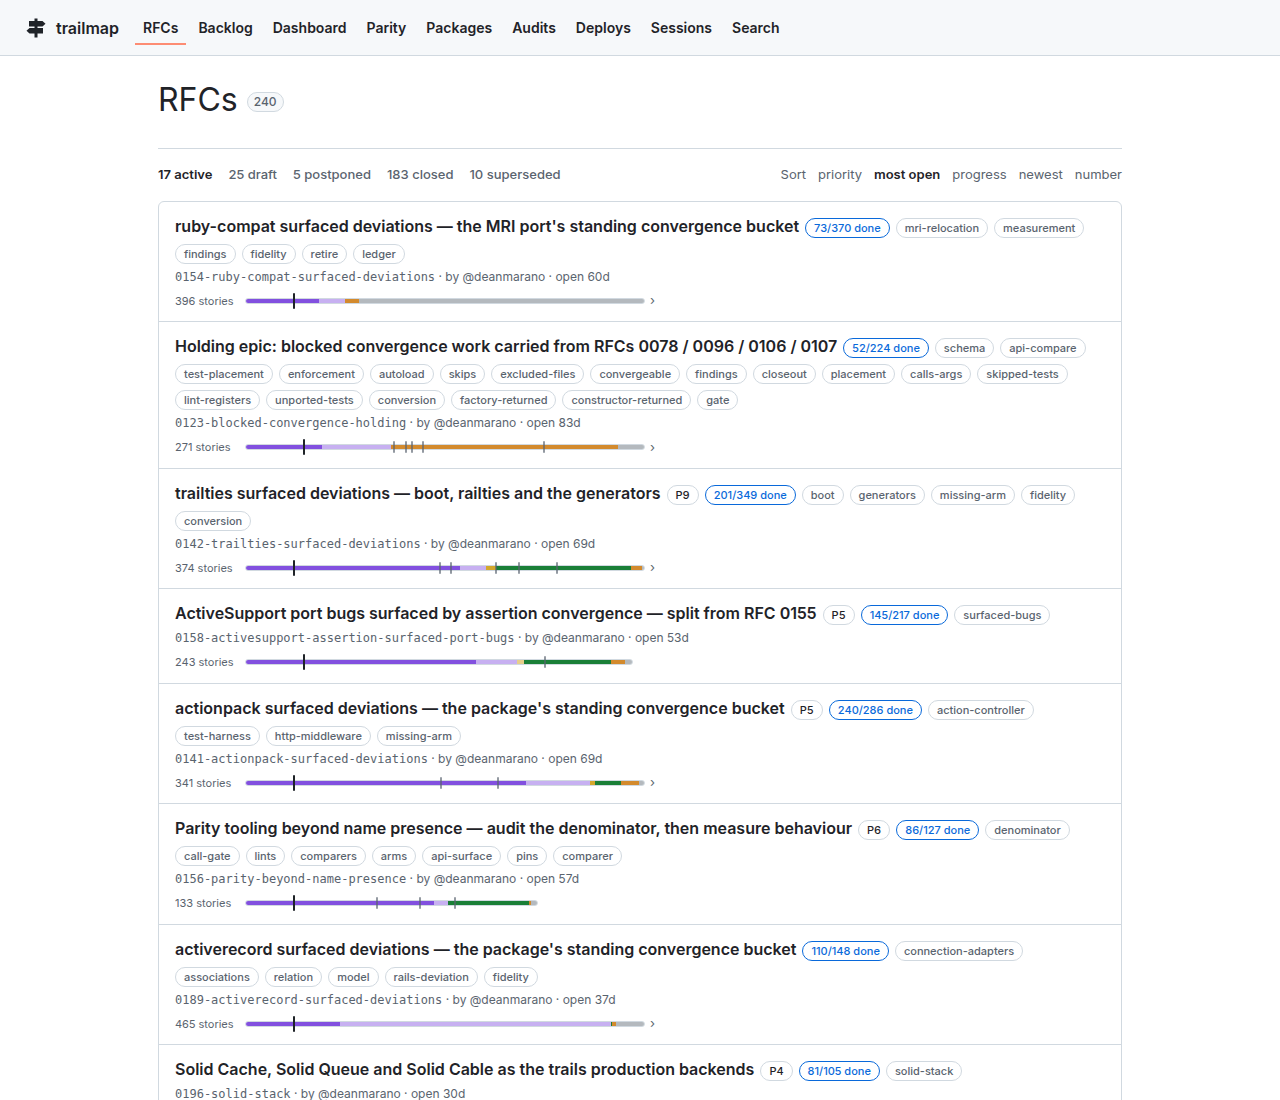 trailmap RFCs Backlog Dashboard Parity Packages Audits Deploys Sessions Search
RFCs 240
17 active 25 draft 5 postponed 183 closed 10 superseded Sort priority most open progress newest number
ruby-compat surfaced deviations — the MRI port's standing convergence bucket 73/370 done mri-relocation measurement
findings fidelity retire ledger
0154-ruby-compat-surfaced-deviations · by @deanmarano · open 60d
396 stories ›
Holding epic: blocked convergence work carried from RFCs 0078 / 0096 / 0106 / 0107 52/224 done schema api-compare
test-placement enforcement autoload skips excluded-files convergeable findings closeout placement calls-args skipped-tests
lint-registers unported-tests conversion factory-returned constructor-returned gate
0123-blocked-convergence-holding · by @deanmarano · open 83d
271 stories ›
trailties surfaced deviations — boot, railties and the generators P9 201/349 done boot generators missing-arm fidelity
conversion
0142-trailties-surfaced-deviations · by @deanmarano · open 69d
374 stories ›
ActiveSupport port bugs surfaced by assertion convergence — split from RFC 0155 P5 145/217 done surfaced-bugs
0158-activesupport-assertion-surfaced-port-bugs · by @deanmarano · open 53d
243 stories
actionpack surfaced deviations — the package's standing convergence bucket P5 240/286 done action-controller
test-harness http-middleware missing-arm
0141-actionpack-surfaced-deviations · by @deanmarano · open 69d
341 stories ›
Parity tooling beyond name presence — audit the denominator, then measure behaviour P6 86/127 done denominator
call-gate lints comparers arms api-surface pins comparer
0156-parity-beyond-name-presence · by @deanmarano · open 57d
133 stories
activerecord surfaced deviations — the package's standing convergence bucket 110/148 done connection-adapters
associations relation model rails-deviation fidelity
0189-activerecord-surfaced-deviations · by @deanmarano · open 37d
465 stories ›
Solid Cache, Solid Queue and Solid Cable as the trails production backends P4 81/105 done solid-stack
0196-solid-stack · by @deanmarano · open 30d